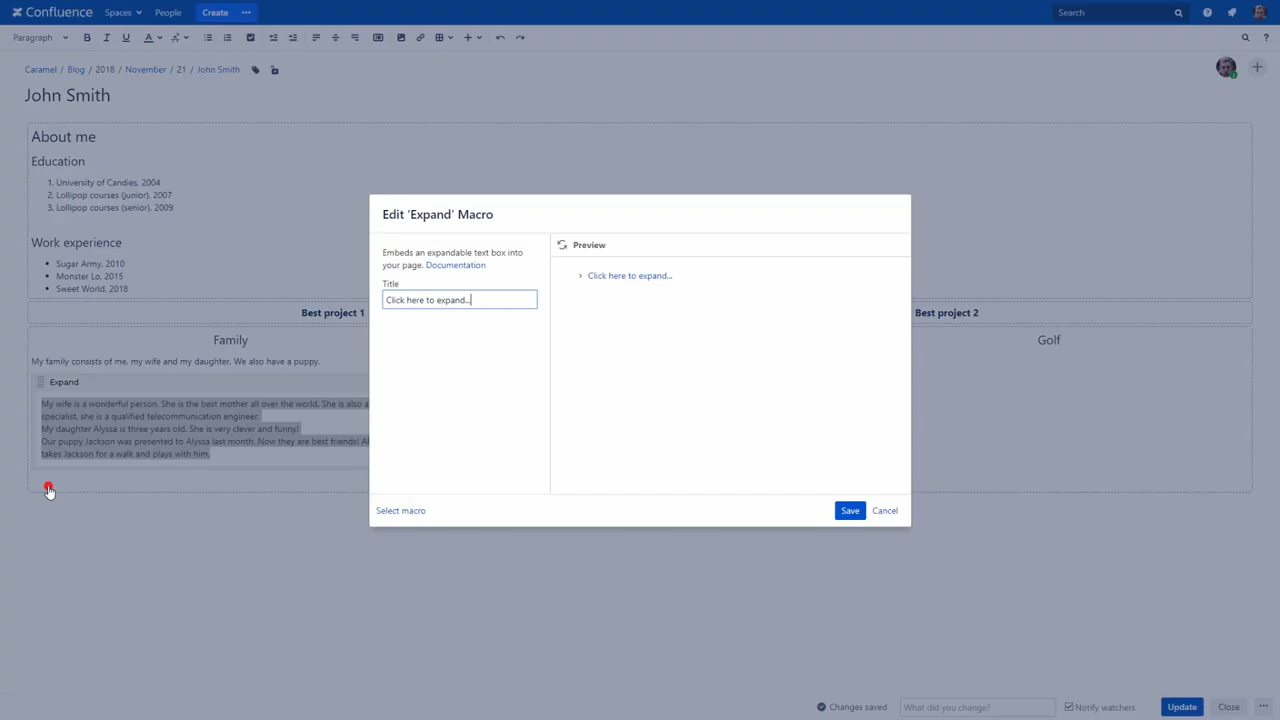 Confluence Spaces People Create ••• Search
Paragraph B I U A
Caramel / Blog / 2018 / November / 21 / John Smith
John Smith
About me
Education
1. University of Candies, 2004
2. Lollipop courses (junior), 2007
3. Lollipop courses (senior), 2009
Work experience
• Sugar Army, 2010
• Monster Lo, 2015
• Sweet World, 2018
Best project 1
Best project 2
Family
Golf
My family consists of me, my wife and my daughter. We also have a puppy.
Expand
My wife is a wonderful person. She is the best mother all over the world. She is also a
specialist, she is a qualified telecommunication engineer.
My daughter Alyssa is three years old. She is very clever and funny!
Our puppy Jackson was presented to Alyssa last month. Now they are best friends!
takes Jackson for a walk and plays with him.
Edit 'Expand' Macro
Embeds an expandable text box into
your page. Documentation
Title
Click here to expand...
Preview
Click here to expand...
Select macro
Save Cancel
Changes saved What did you change? Notify watchers Update Close •••